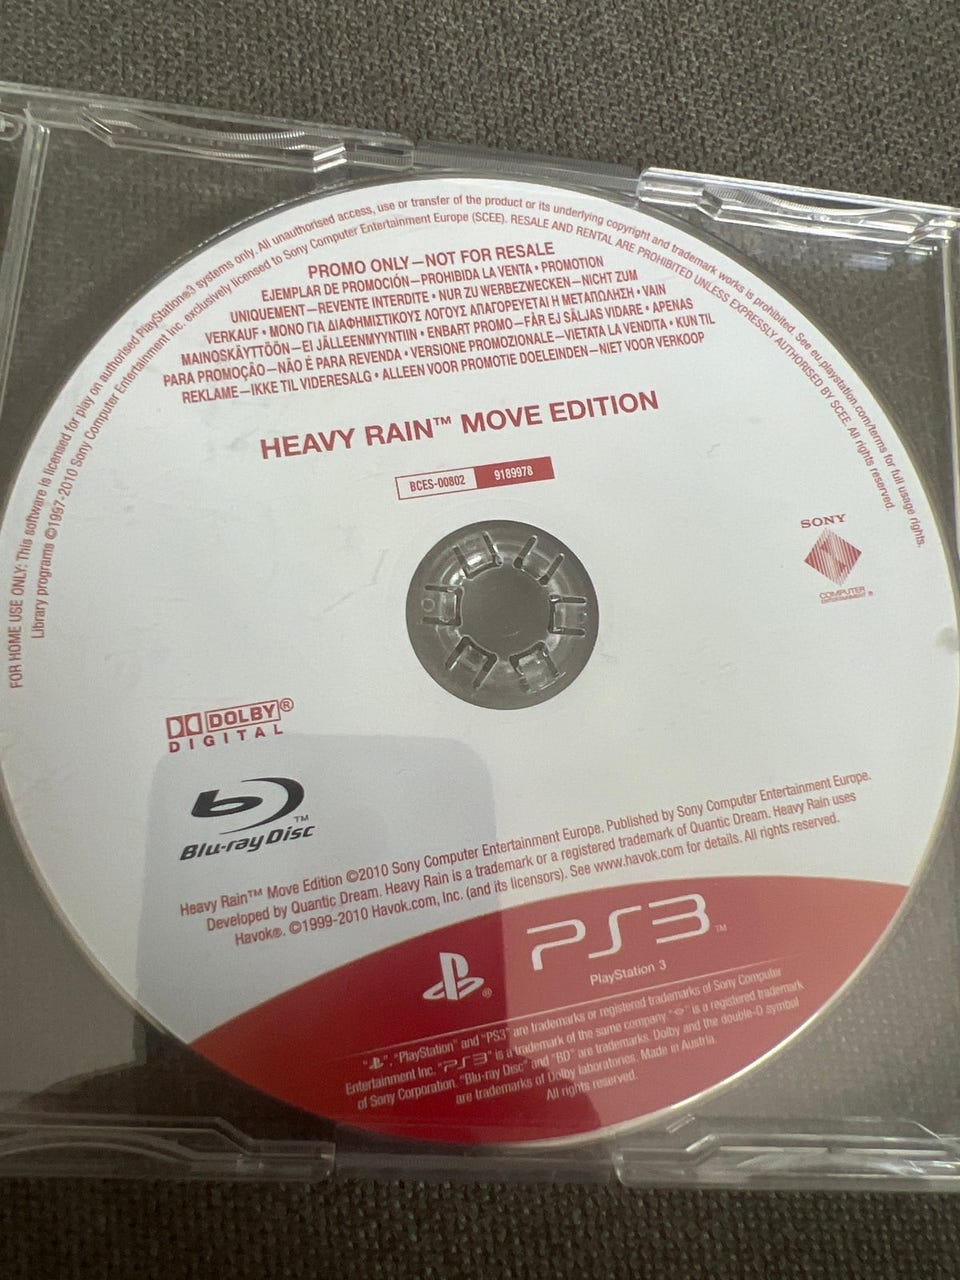 FOR HOME USE ONLY: This software is licensed for play on authorised PlayStation®3 systems only. All unauthorised access, use or transfer of the product or its underlying copyright and trademark works is prohibited. See eu.playstation.com/terms for full usage rights.
Library programs ©1997-2010 Sony Computer Entertainment Inc. exclusively licensed to Sony Computer Entertainment Europe (SCEE). RESALE AND RENTAL ARE PROHIBITED UNLESS EXPRESSLY AUTHORISED BY SCEE. All rights reserved.
PROMO ONLY—NOT FOR RESALE
EJEMPLAR DE PROMOCIÓN—PROHIBIDA LA VENTA • PROMOTION
UNIQUEMENT—REVENTE INTERDITE • NUR ZU WERBEZWECKEN—NICHT ZUM
VERKAUF • ΜΟΝΟ ΓΙΑ ΔΙΑΦΗΜΙΣΤΙΚΟΥΣ ΛΟΓΟΥΣ ΑΠΑΓΟΡΕΥΕΤΑΙ Η ΜΕΤΑΠΩΛΗΣΗ • VAIN
MAINOSKÄYTTÖÖN—EI JÄLLEENMYYNTIIN • ENBART PROMO—FÅR EJ SÄLJAS VIDARE • APENAS
PARA PROMOÇÃO—NÃO É PARA REVENDA • VERSIONE PROMOZIONALE—VIETATA LA VENDITA • KUN TIL
REKLAME—IKKE TIL VIDERESALG • ALLEEN VOOR PROMOTIE DOELEINDEN—NIET VOOR VERKOOP
HEAVY RAIN™ MOVE EDITION
BCES-00802 9189978
SONY
COMPUTER
ENTERTAINMENT®
DOLBY®
DIGITAL
Blu-ray Disc™
Heavy Rain™ Move Edition ©2010 Sony Computer Entertainment Europe. Published by Sony Computer Entertainment Europe.
Developed by Quantic Dream. Heavy Rain is a trademark or a registered trademark of Quantic Dream. Heavy Rain uses
Havok®. ©1999-2010 Havok.com, Inc. (and its licensors). See www.havok.com for details. All rights reserved.
PS3™
PlayStation 3
" ", "PlayStation" and "PS3" are trademarks or registered trademarks of Sony Computer
Entertainment Inc. "PS3" is a trademark of the same company. " " is a registered trademark
of Sony Corporation. "Blu-ray Disc" and "BD" are trademarks. Dolby and the double-D symbol
are trademarks of Dolby laboratories. Made in Austria.
All rights reserved.